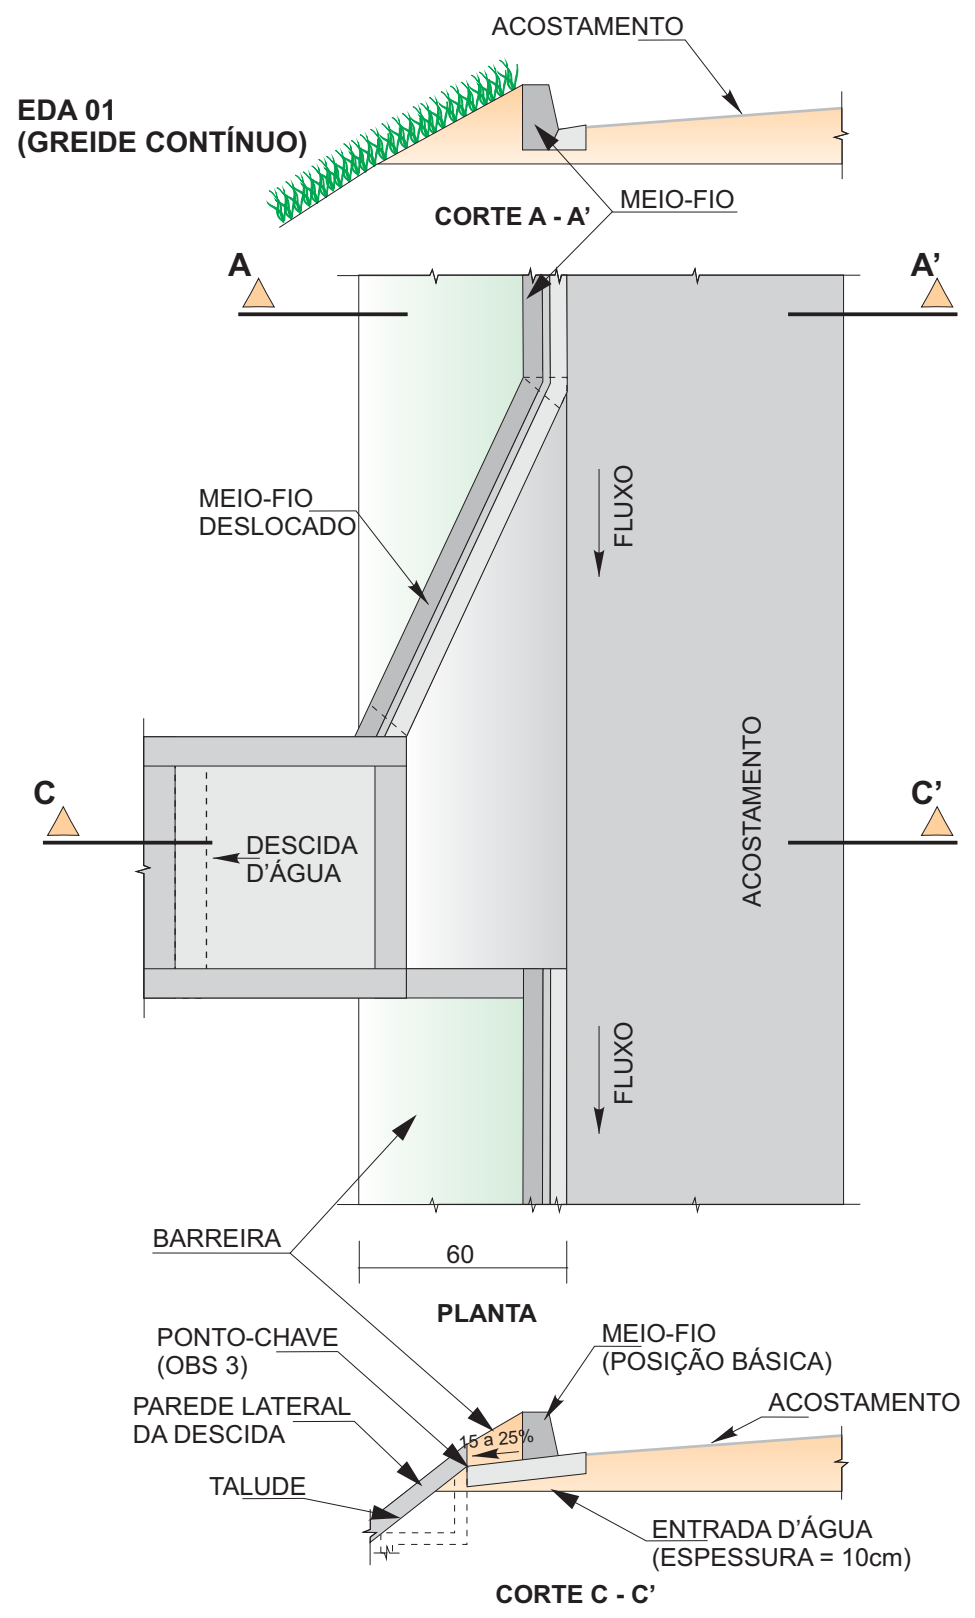 ACOSTAMENTO
EDA 01
(GREIDE CONTÍNUO)
MEIO-FIO
CORTE A - A’
A
A’
MEIO-FIO
DESLOCADO
FLUXO
ACOSTAMENTO
C
C’
DESCIDA
D’ÁGUA
FLUXO
BARREIRA
60
PLANTA
PONTO-CHAVE
(OBS 3)
MEIO-FIO
(POSIÇÃO BÁSICA)
PAREDE LATERAL
DA DESCIDA
ACOSTAMENTO
15 a 25%
TALUDE
ENTRADA D’ÁGUA
(ESPESSURA = 10cm)
CORTE C - C’